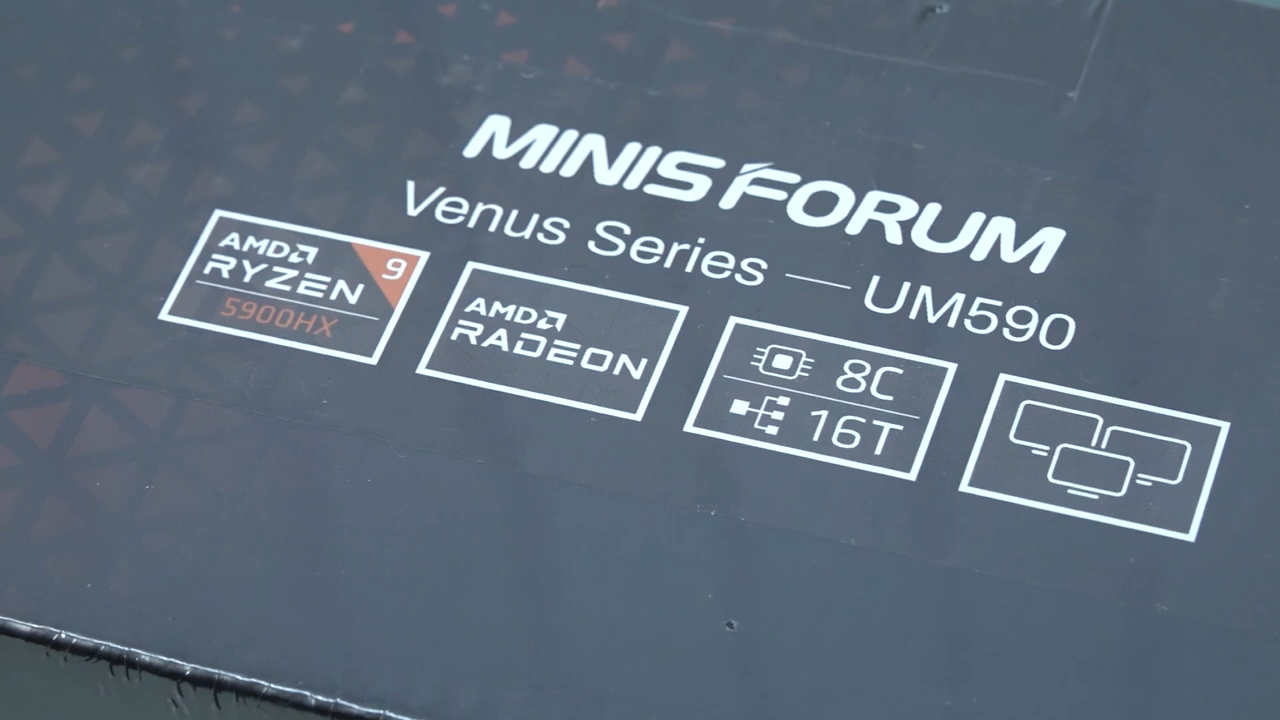 MINISFORUM
Venus Series — UM590
AMD
RYZEN
9
5900HX
AMD
RADEON
8C
16T